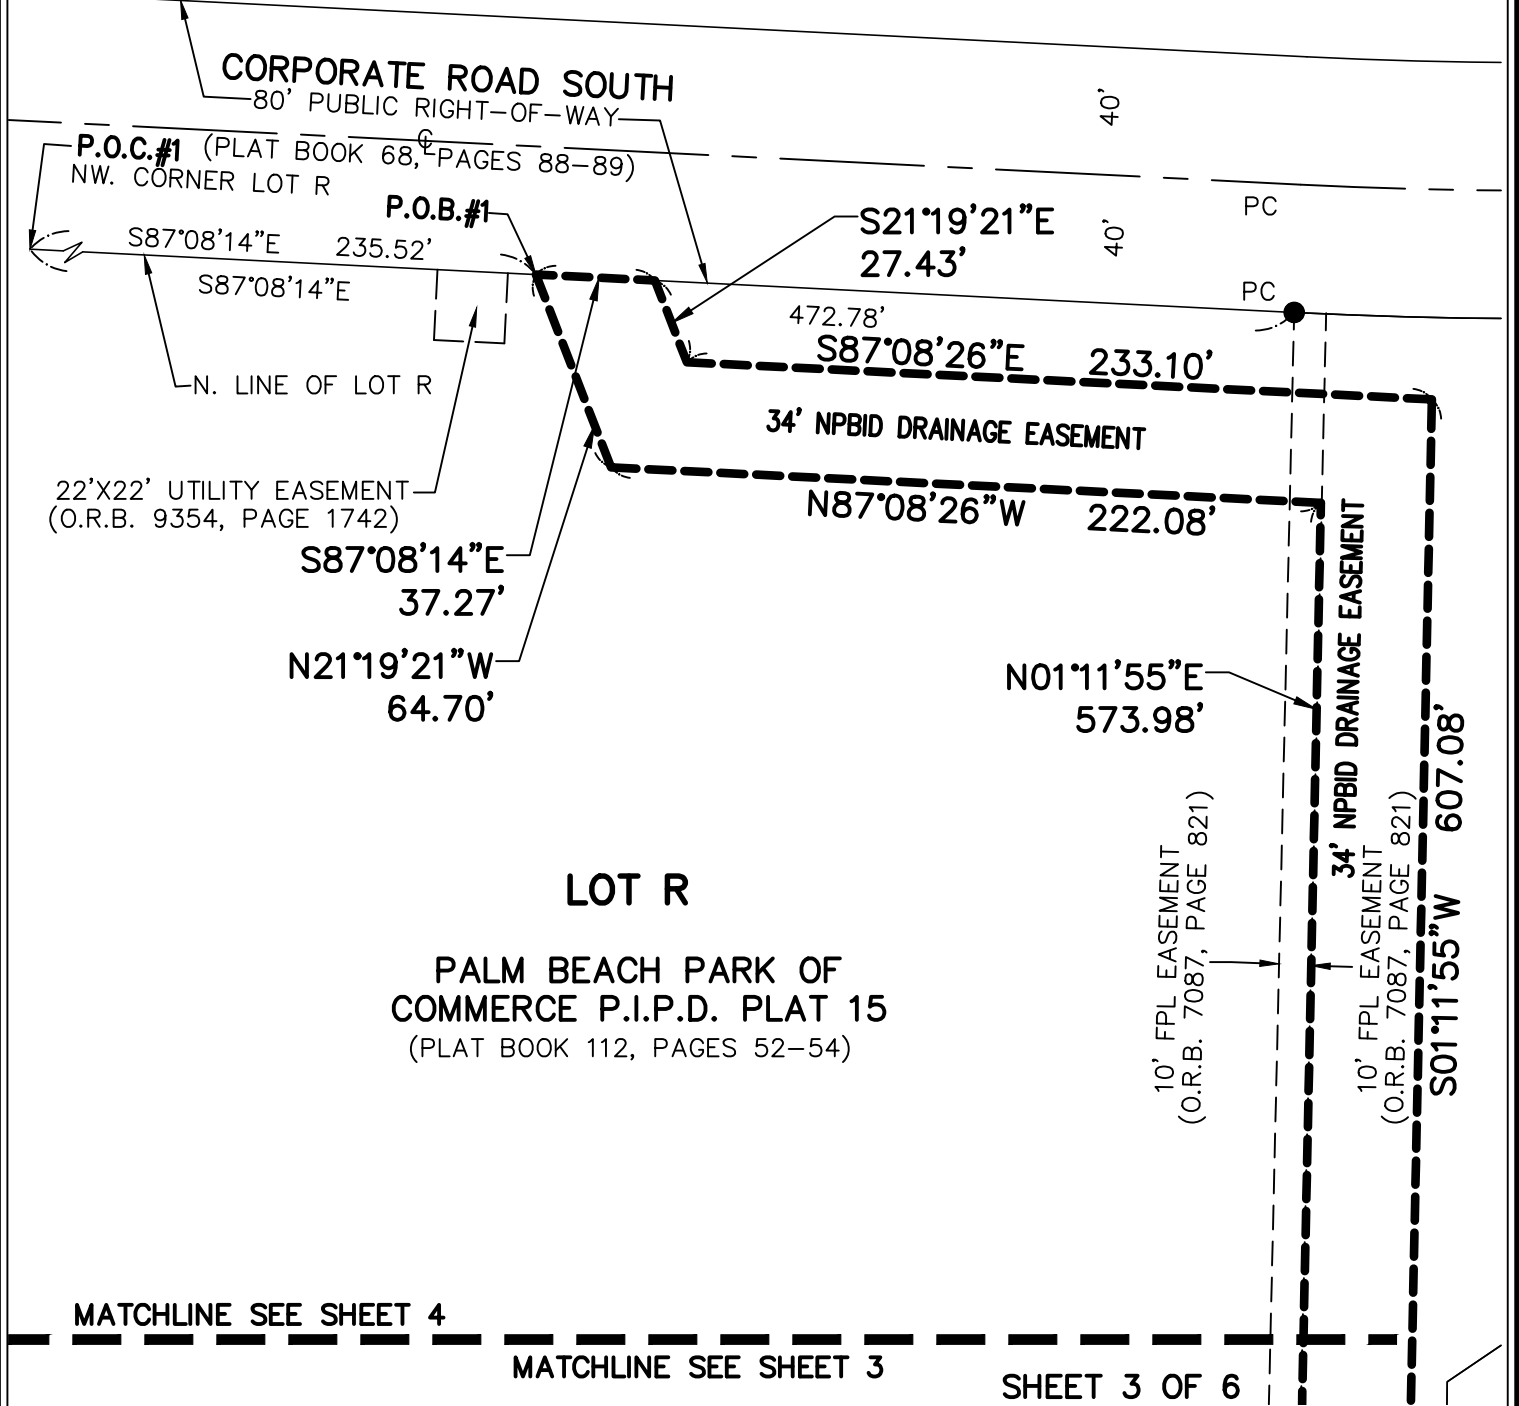 CORPORATE ROAD SOUTH
80' PUBLIC RIGHT-OF-WAY
℄
(PLAT BOOK 68, PAGES 88-89)
40'
40'
P.O.C.#1
NW. CORNER LOT R
P.O.B.#1
PC
PC
S87°08'14"E 235.52'
S87°08'14"E
472.78'
S21°19'21"E
27.43'
S87°08'26"E 233.10'
N. LINE OF LOT R
34' NPBID DRAINAGE EASEMENT
22'X22' UTILITY EASEMENT
(O.R.B. 9354, PAGE 1742)
N87°08'26"W 222.08'
S87°08'14"E
37.27'
N21°19'21"W
64.70'
N01°11'55"E
573.98'
34' NPBID DRAINAGE EASEMENT
S01°11'55"W 607.08'
10' FPL EASEMENT
(O.R.B. 7087, PAGE 821)
10' FPL EASEMENT
(O.R.B. 7087, PAGE 821)
LOT R
PALM BEACH PARK OF
COMMERCE P.I.P.D. PLAT 15
(PLAT BOOK 112, PAGES 52-54)
MATCHLINE SEE SHEET 4
MATCHLINE SEE SHEET 3
SHEET 3 OF 6